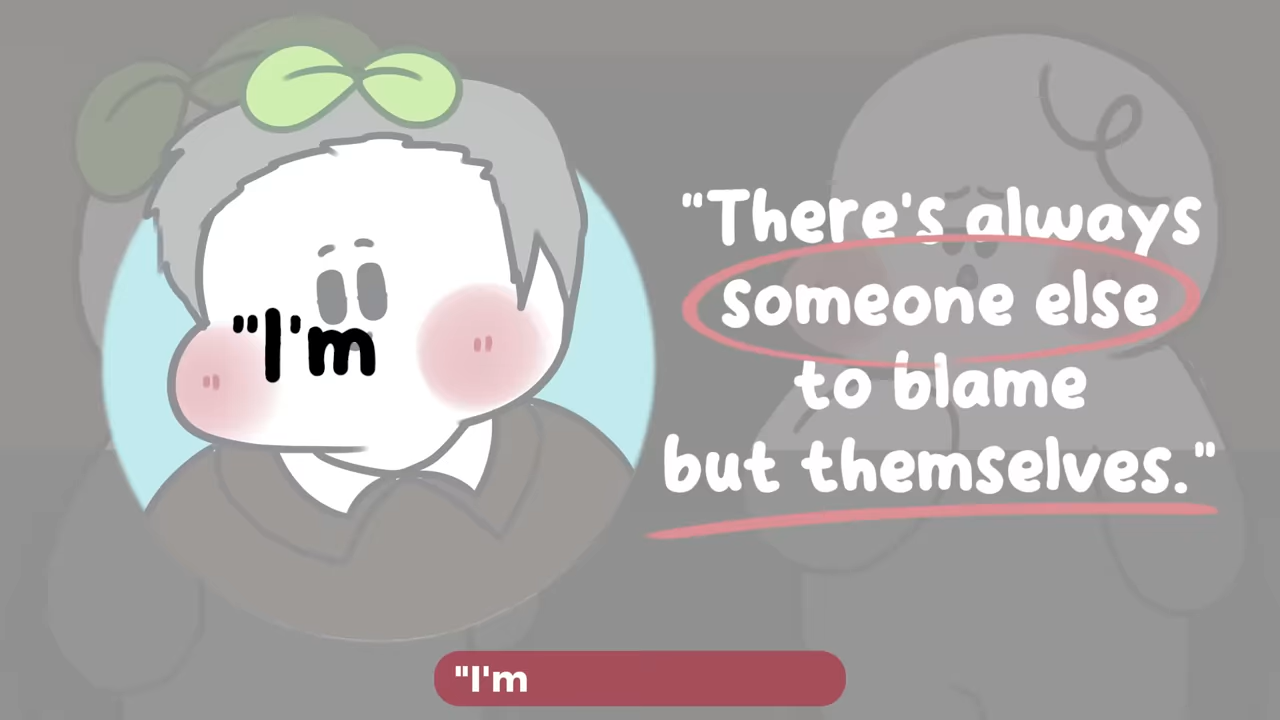 "I'm
"There's always
someone else
to blame
but themselves."
"I'm